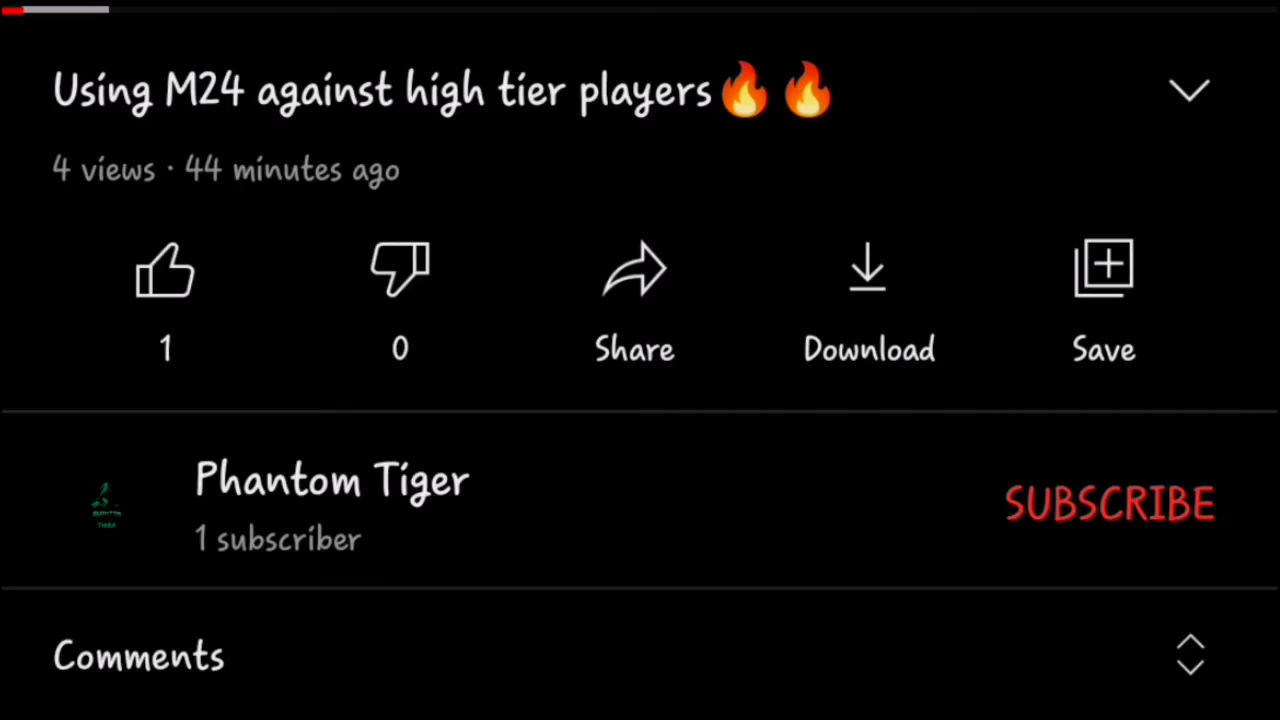 Using M24 against high tier players🔥🔥
4 views · 44 minutes ago
1 0 Share Download Save
Phantom Tiger
1 subscriber
SUBSCRIBE
Comments